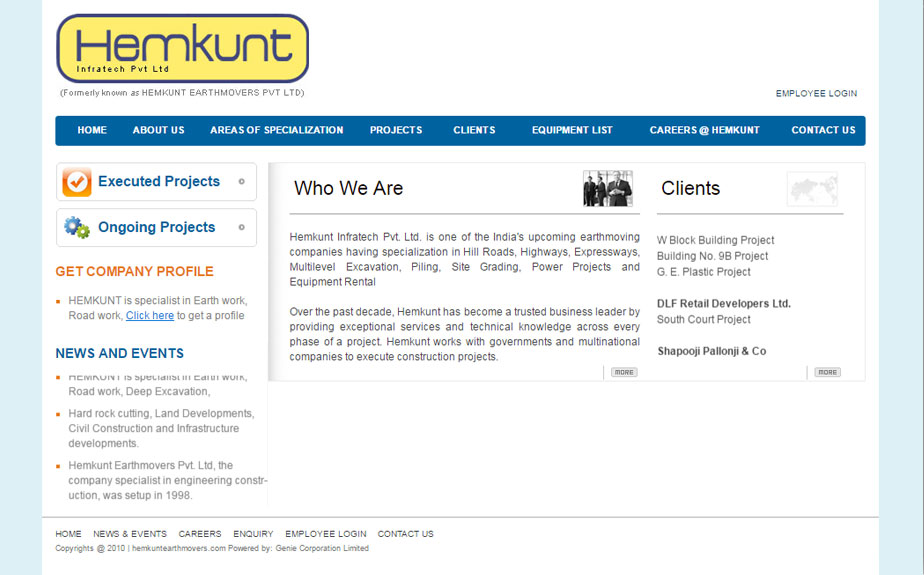 Hemkunt
Infratech Pvt Ltd
(Formerly known as HEMKUNT EARTHMOVERS PVT LTD)
EMPLOYEE LOGIN
HOME ABOUT US AREAS OF SPECIALIZATION PROJECTS CLIENTS EQUIPMENT LIST CAREERS @ HEMKUNT CONTACT US
Executed Projects
Ongoing Projects
GET COMPANY PROFILE
HEMKUNT is specialist in Earth work,
Road work, Click here to get a profile
NEWS AND EVENTS
HEMKUNT is specialist in Earth work,
Road work, Deep Excavation,
Hard rock cutting, Land Developments,
Civil Construction and Infrastructure
developments.
Hemkunt Earthmovers Pvt. Ltd, the
company specialist in engineering constr-
uction, was setup in 1998.
Who We Are
Hemkunt Infratech Pvt. Ltd. is one of the India's upcoming earthmoving
companies having specialization in Hill Roads, Highways, Expressways,
Multilevel Excavation, Piling, Site Grading, Power Projects and
Equipment Rental
Over the past decade, Hemkunt has become a trusted business leader by
providing exceptional services and technical knowledge across every
phase of a project. Hemkunt works with governments and multinational
companies to execute construction projects.
MORE
Clients
W Block Building Project
Building No. 9B Project
G. E. Plastic Project
DLF Retail Developers Ltd.
South Court Project
Shapooji Pallonji & Co
MORE
HOME NEWS & EVENTS CAREERS ENQUIRY EMPLOYEE LOGIN CONTACT US
Copyrights @ 2010 | hemkuntearthmovers.com Powered by: Genie Corporation Limited